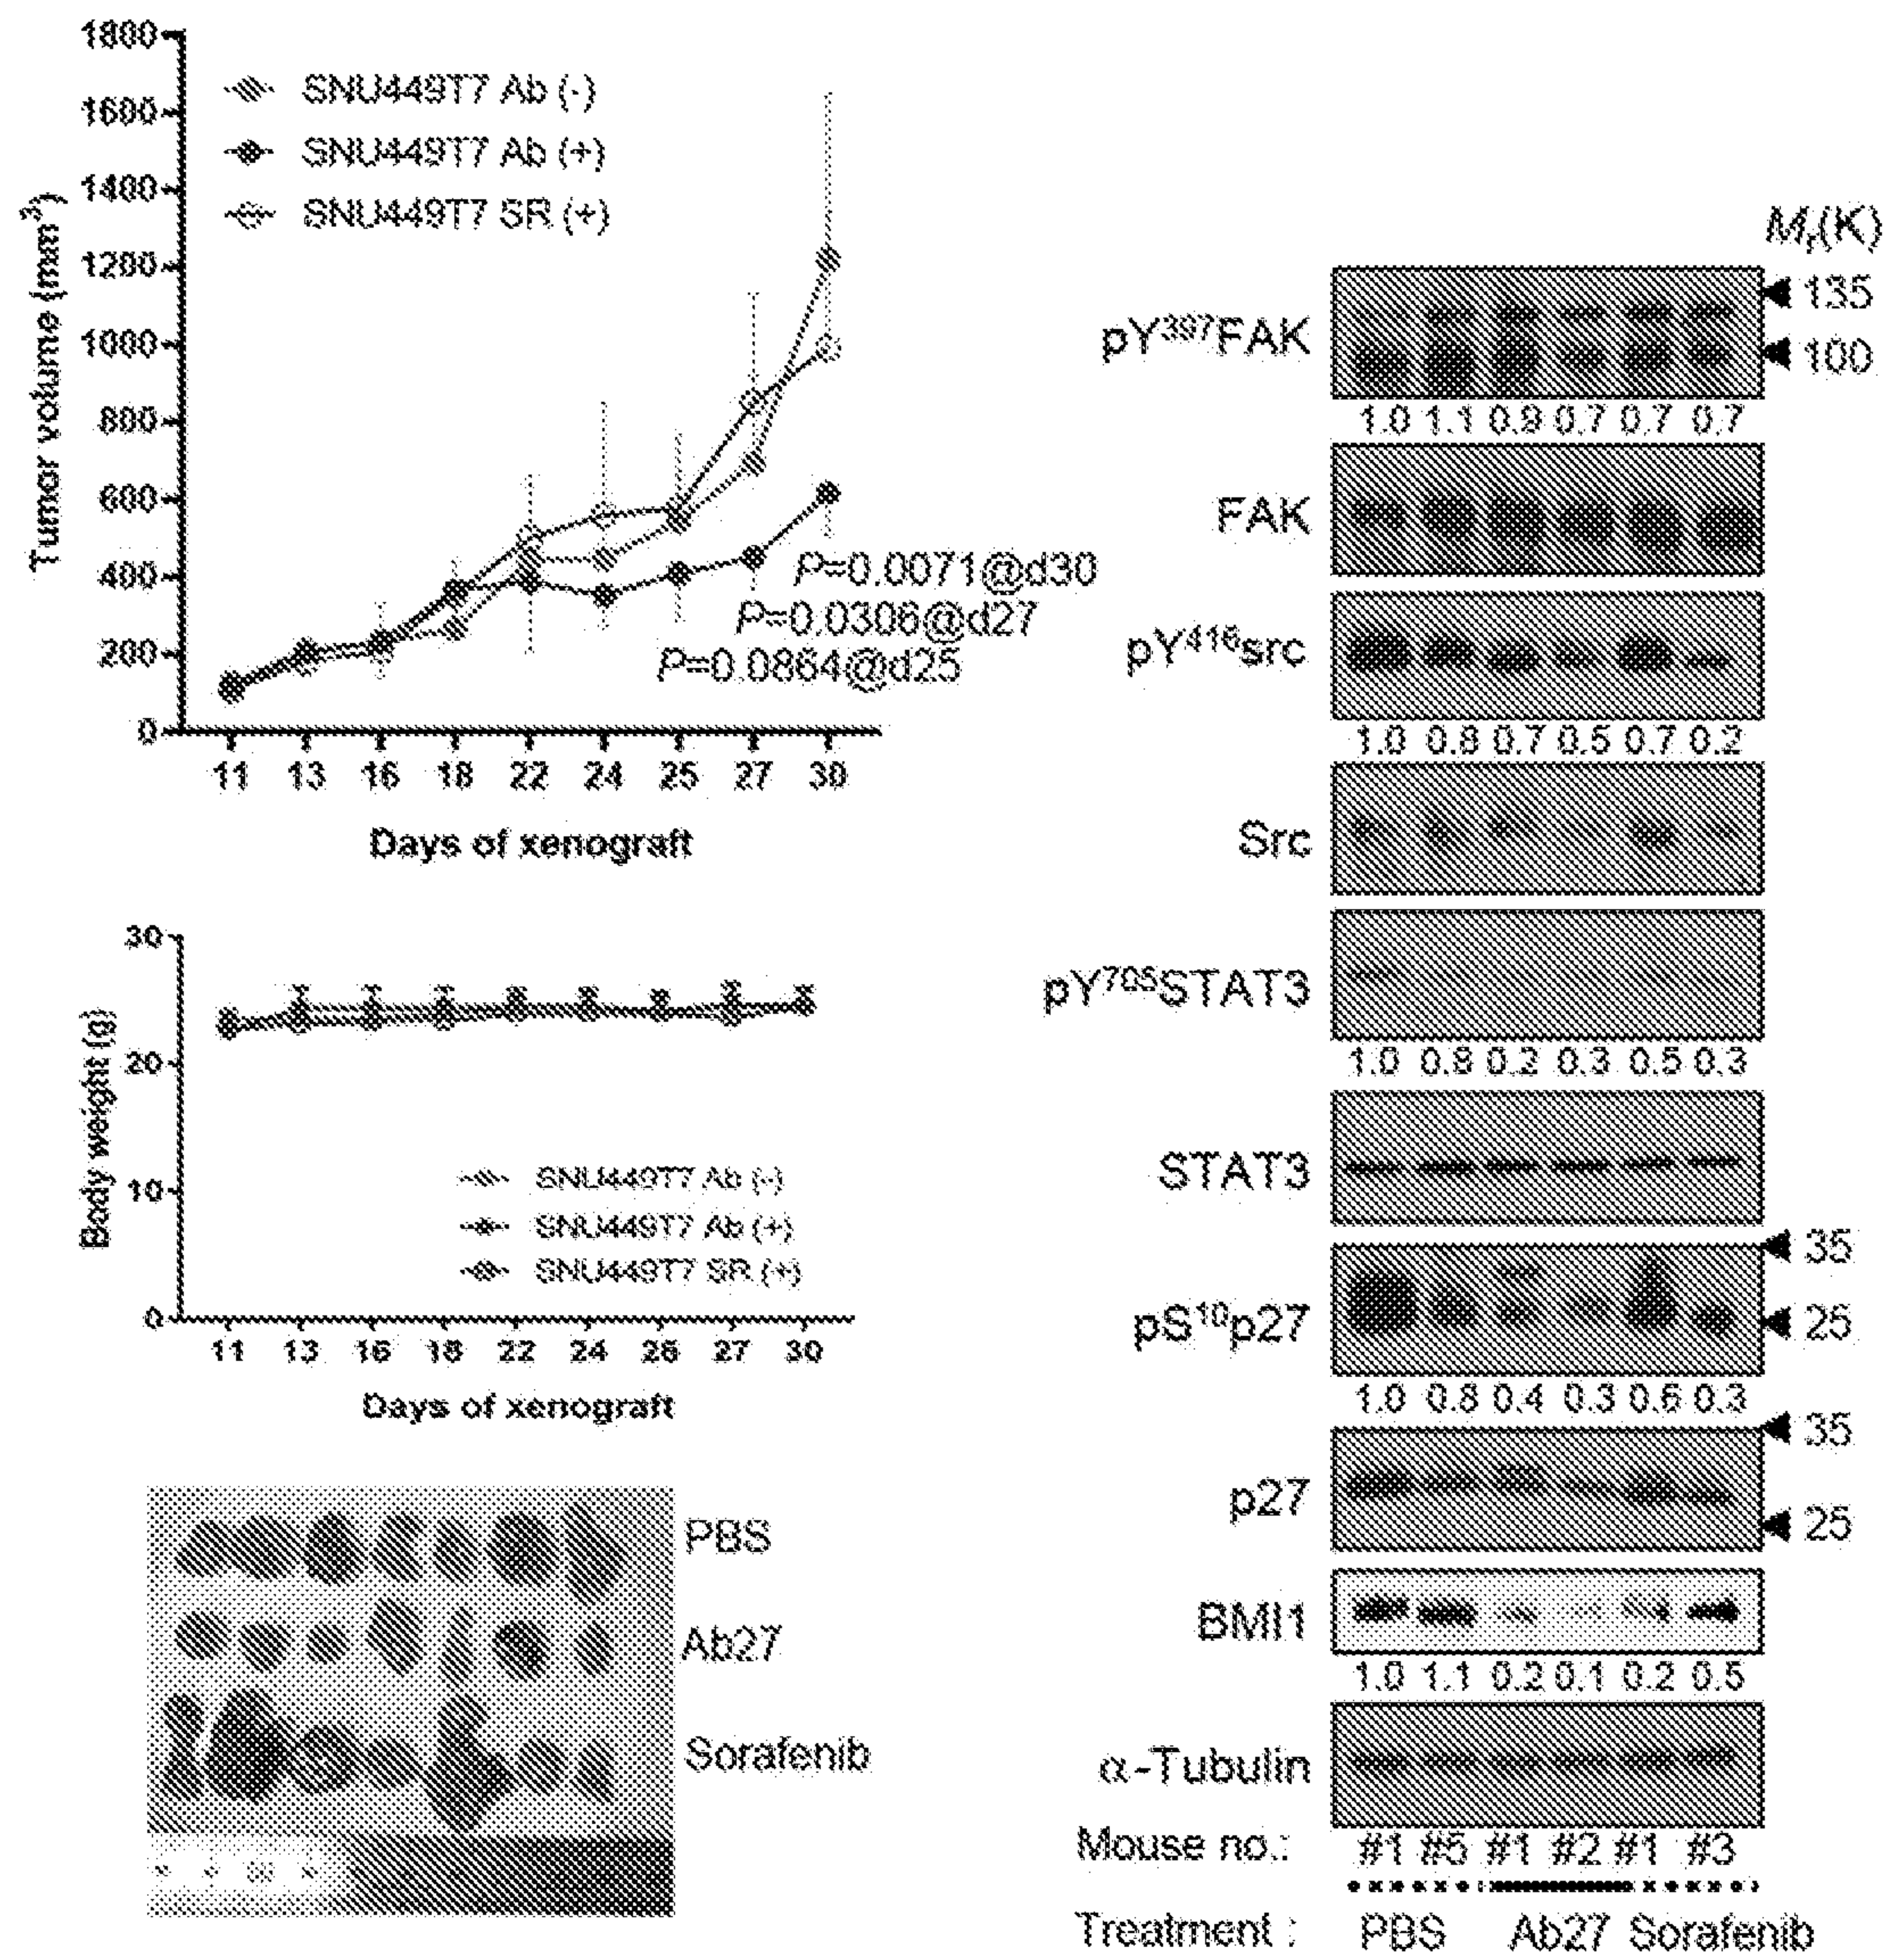 1800
1600
1400
1200
1000
800
600
400
200
0
Tumor volume (mm³)
SNU449T7 Ab (-)
SNU449T7 Ab (+)
SNU449T7 SR (+)
P=0.0071@d30
P=0.0306@d27
P=0.0864@d25
11 13 16 18 22 24 25 27 30
Days of xenograft
30
20
10
0
Body weight (g)
SNU449T7 Ab (-)
SNU449T7 Ab (+)
SNU449T7 SR (+)
11 13 16 18 22 24 26 27 30
Days of xenograft
PBS
Ab27
Sorafenib
Mr(K)
pY³⁹⁷FAK
135
100
1.0 1.1 0.9 0.7 0.7 0.7
FAK
pY⁴¹⁶src
1.0 0.8 0.7 0.5 0.7 0.2
Src
pY⁷⁰⁵STAT3
1.0 0.8 0.2 0.3 0.5 0.3
STAT3
pS¹⁰p27
35
25
1.0 0.8 0.4 0.3 0.6 0.3
p27
35
25
BMI1
1.0 1.1 0.2 0.1 0.2 0.5
α-Tubulin
Mouse no.: #1 #5 #1 #2 #1 #3
Treatment : PBS Ab27 Sorafenib